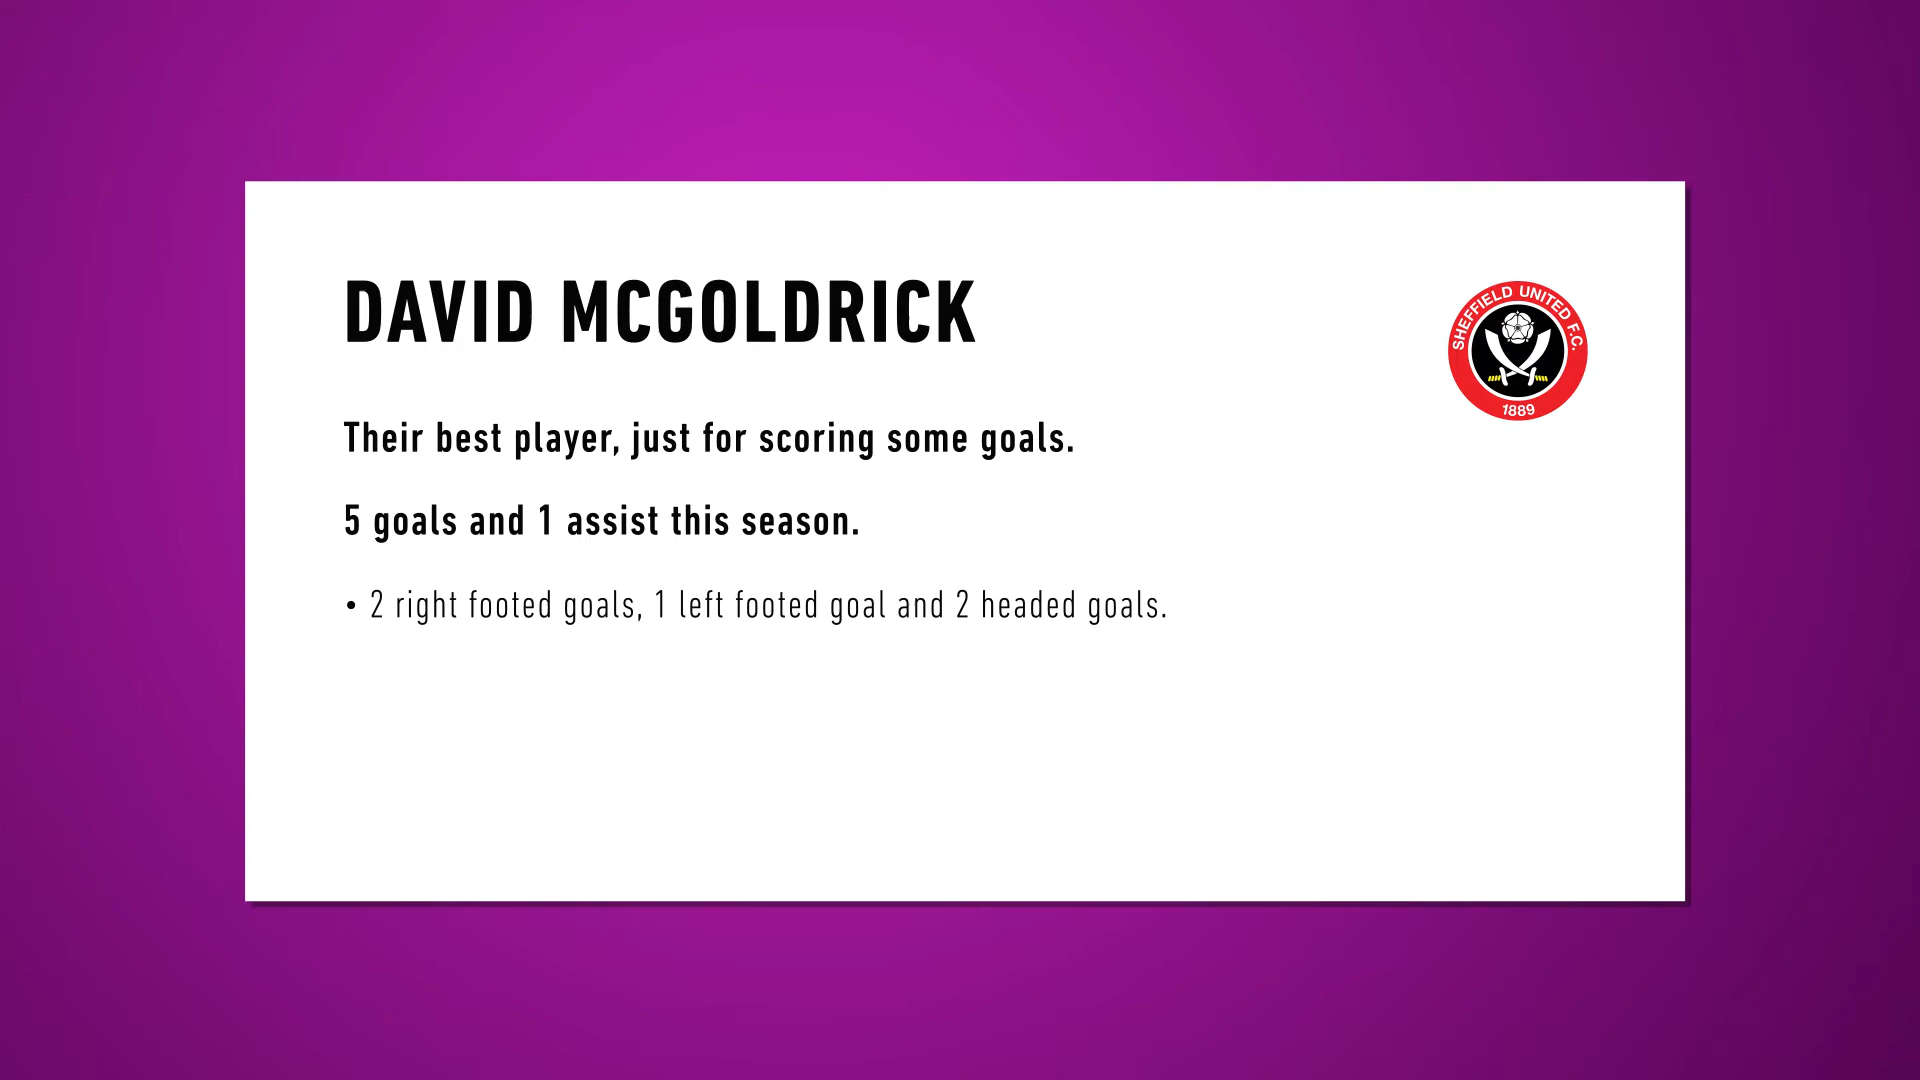 DAVID MCGOLDRICK
SHEFFIELD UNITED F.C.
1889
Their best player, just for scoring some goals.
5 goals and 1 assist this season.
• 2 right footed goals, 1 left footed goal and 2 headed goals.